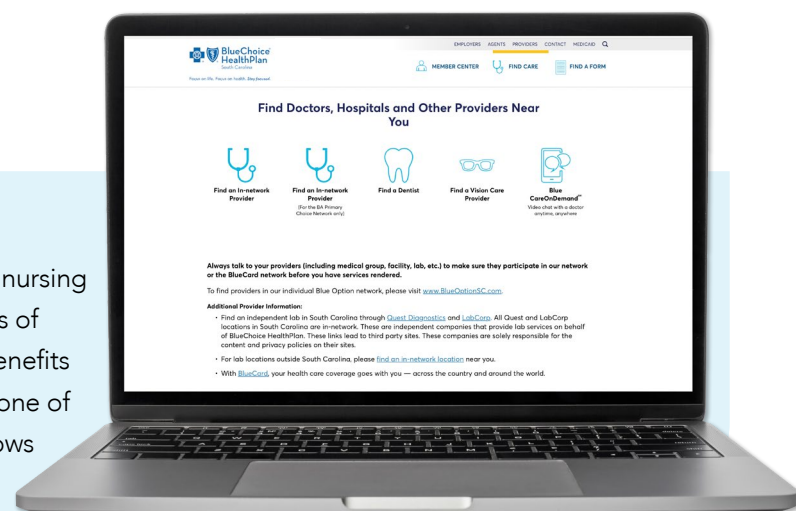 EMPLOYERS AGENTS PROVIDERS CONTACT MEDICAID
BlueChoice
HealthPlan
South Carolina
MEMBER CENTER FIND CARE FIND A FORM
Find Doctors, Hospitals and Other Providers Near
You
Find an In-network
Provider
Find an In-network
Provider
(For the BA Primary
Choice Network only)
Find a Dentist
Find a Vision Care
Provider
Blue
CareOnDemand℠
Video chat with a doctor
anytime, anywhere
Always talk to your providers (including medical group, facility, lab, etc.) to make sure they participate in our network
or the BlueCard network before you have services rendered.
To find providers in our individual Blue Option network, please visit www.BlueOptionSC.com.
Additional Provider Information:
• Find an independent lab in South Carolina through Quest Diagnostics and LabCorp. All Quest and LabCorp
locations in South Carolina are in-network. These are independent companies that provide lab services on behalf
of BlueChoice HealthPlan. These links lead to third party sites. These companies are solely responsible for the
content and privacy policies on their sites.
• For lab locations outside South Carolina, please find an in-network location near you.
• With BlueCard, your health care coverage goes with you — across the country and around the world.
nursing
s of
enefits
one of
ows